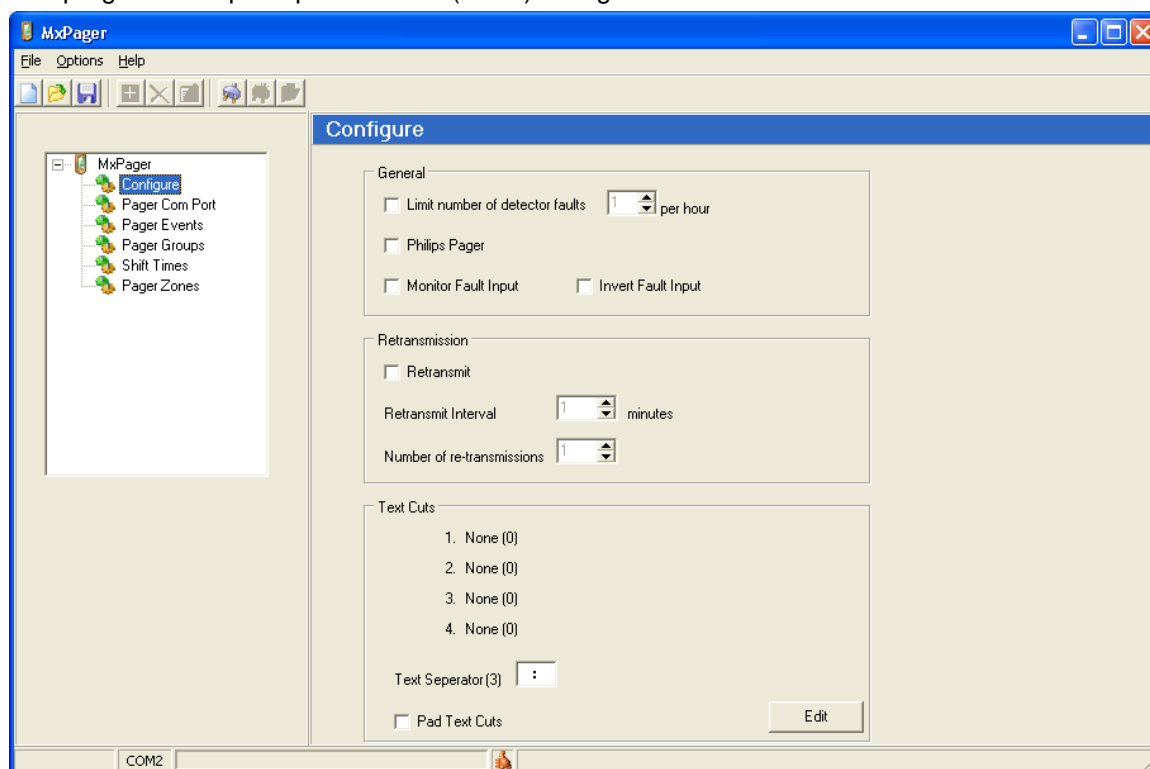 MxPager
File Options Help
Configure
MxPager
Configure
Pager Com Port
Pager Events
Pager Groups
Shift Times
Pager Zones
General
Limit number of detector faults 1 per hour
Philips Pager
Monitor Fault Input Invert Fault Input
Retransmission
Retransmit
Retransmit Interval 1 minutes
Number of re-transmissions 1
Text Cuts
1. None (0)
2. None (0)
3. None (0)
4. None (0)
Text Seperator (3) :
Pad Text Cuts Edit
COM2